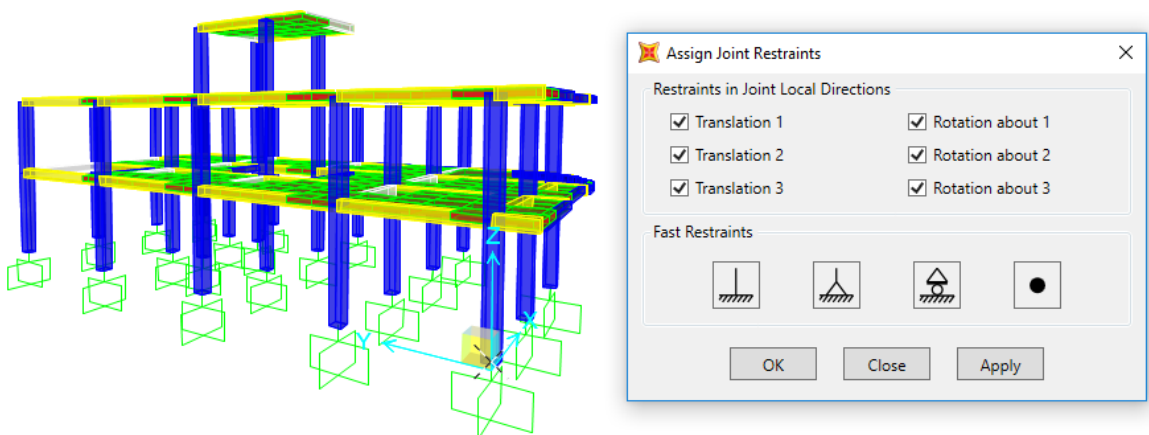 Z
Y
X
Assign Joint Restraints
Restraints in Joint Local Directions
Translation 1
Rotation about 1
Translation 2
Rotation about 2
Translation 3
Rotation about 3
Fast Restraints
OK
Close
Apply